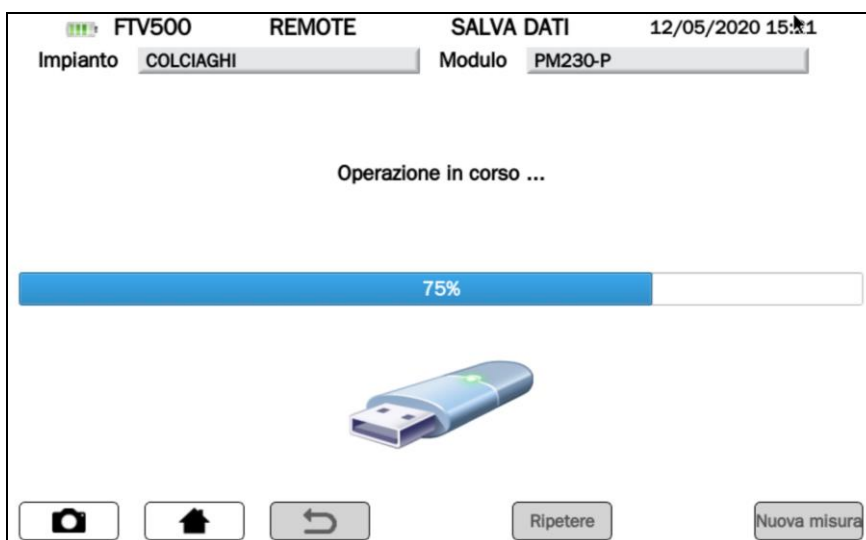 FTV500 REMOTE SALVA DATI 12/05/2020
Impianto COLCIAGHI Modulo PM230-P
Operazione in corso ...
75%
Ripetere Nuova misura